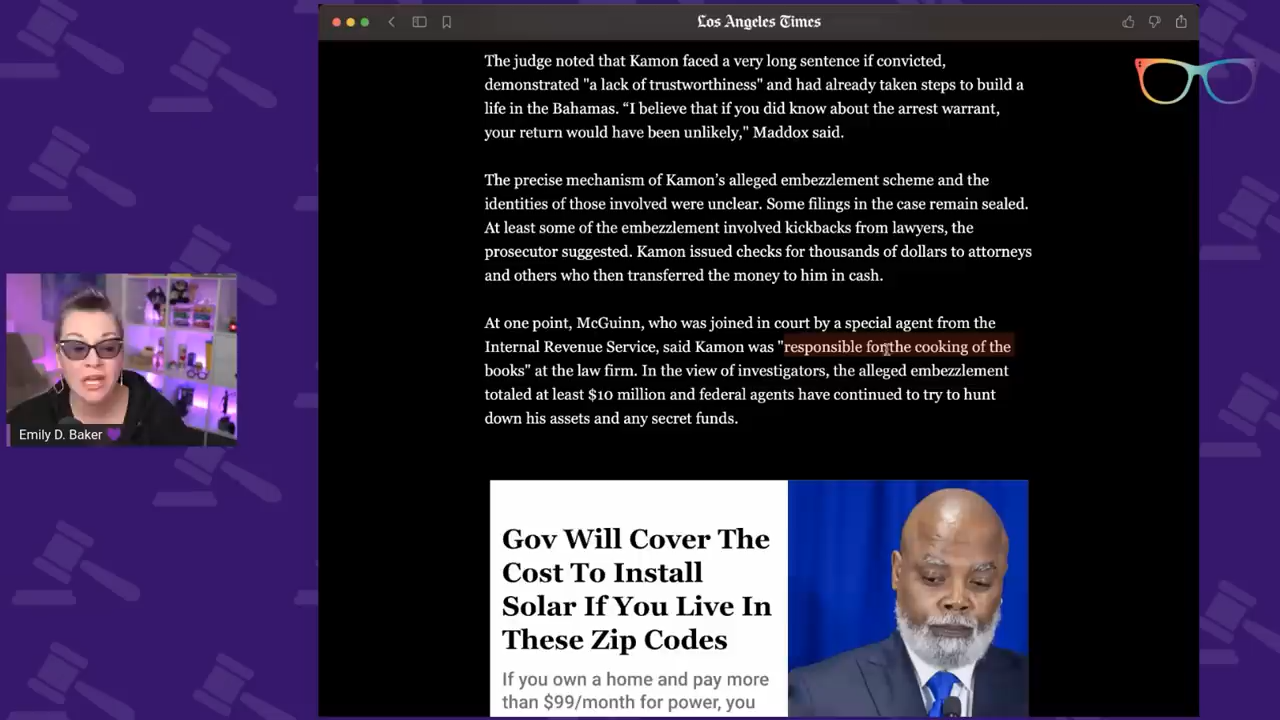 Los Angeles Times
The judge noted that Kamon faced a very long sentence if convicted,
demonstrated "a lack of trustworthiness" and had already taken steps to build a
life in the Bahamas. “I believe that if you did know about the arrest warrant,
your return would have been unlikely," Maddox said.
The precise mechanism of Kamon’s alleged embezzlement scheme and the
identities of those involved were unclear. Some filings in the case remain sealed.
At least some of the embezzlement involved kickbacks from lawyers, the
prosecutor suggested. Kamon issued checks for thousands of dollars to attorneys
and others who then transferred the money to him in cash.
At one point, McGuinn, who was joined in court by a special agent from the
Internal Revenue Service, said Kamon was "responsible for the cooking of the
books" at the law firm. In the view of investigators, the alleged embezzlement
totaled at least $10 million and federal agents have continued to try to hunt
down his assets and any secret funds.
Emily D. Baker 💜
Gov Will Cover The
Cost To Install
Solar If You Live In
These Zip Codes
If you own a home and pay more
than $99/month for power, you